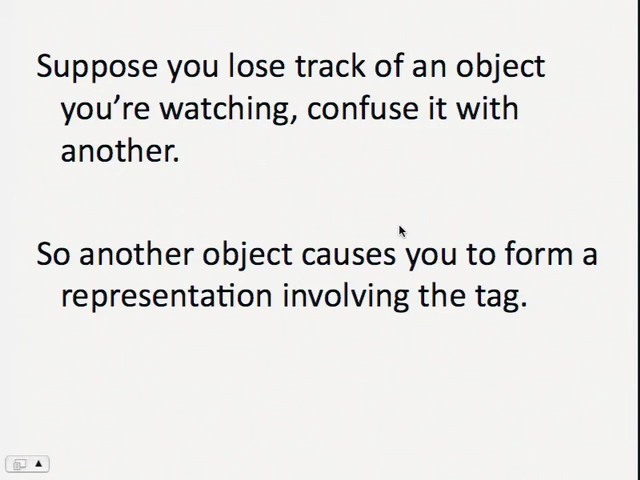 Suppose you lose track of an object
you’re watching, confuse it with
another.
So another object causes you to form a
representation involving the tag.